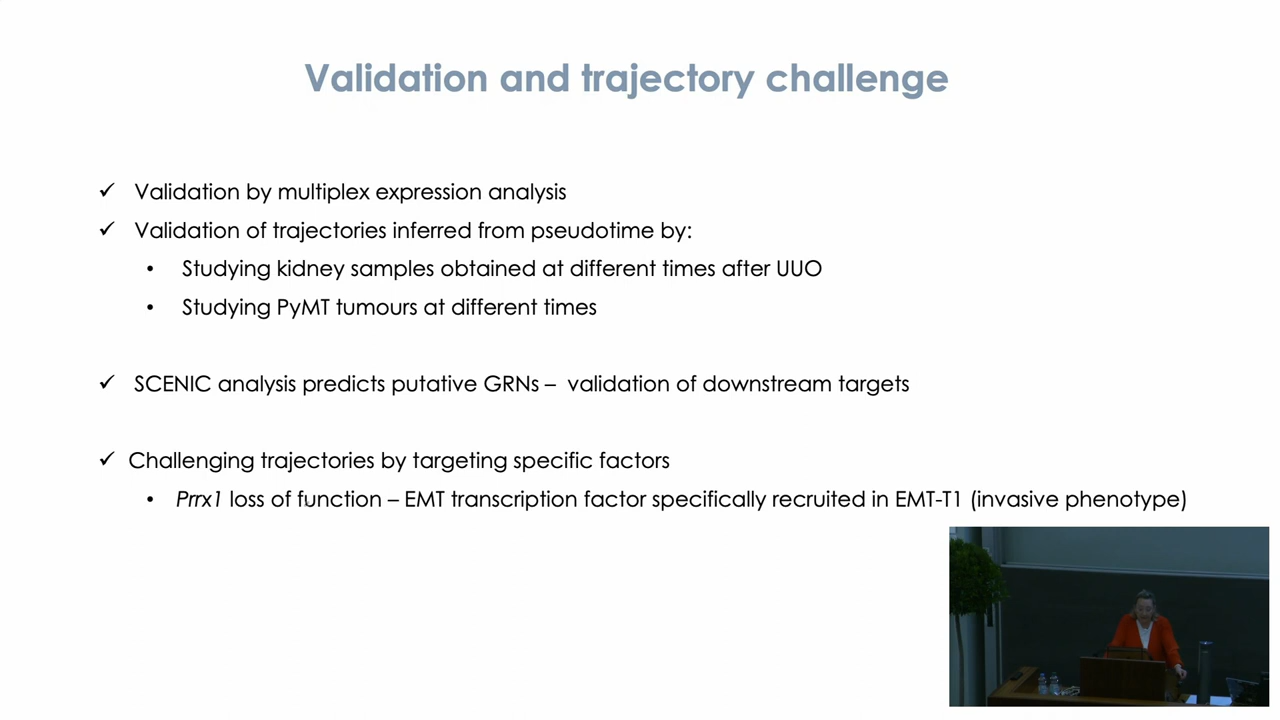 Validation and trajectory challenge
✓ Validation by multiplex expression analysis
✓ Validation of trajectories inferred from pseudotime by:
• Studying kidney samples obtained at different times after UUO
• Studying PyMT tumours at different times
✓ SCENIC analysis predicts putative GRNs – validation of downstream targets
✓ Challenging trajectories by targeting specific factors
• Prrx1 loss of function – EMT transcription factor specifically recruited in EMT-T1 (invasive phenotype)